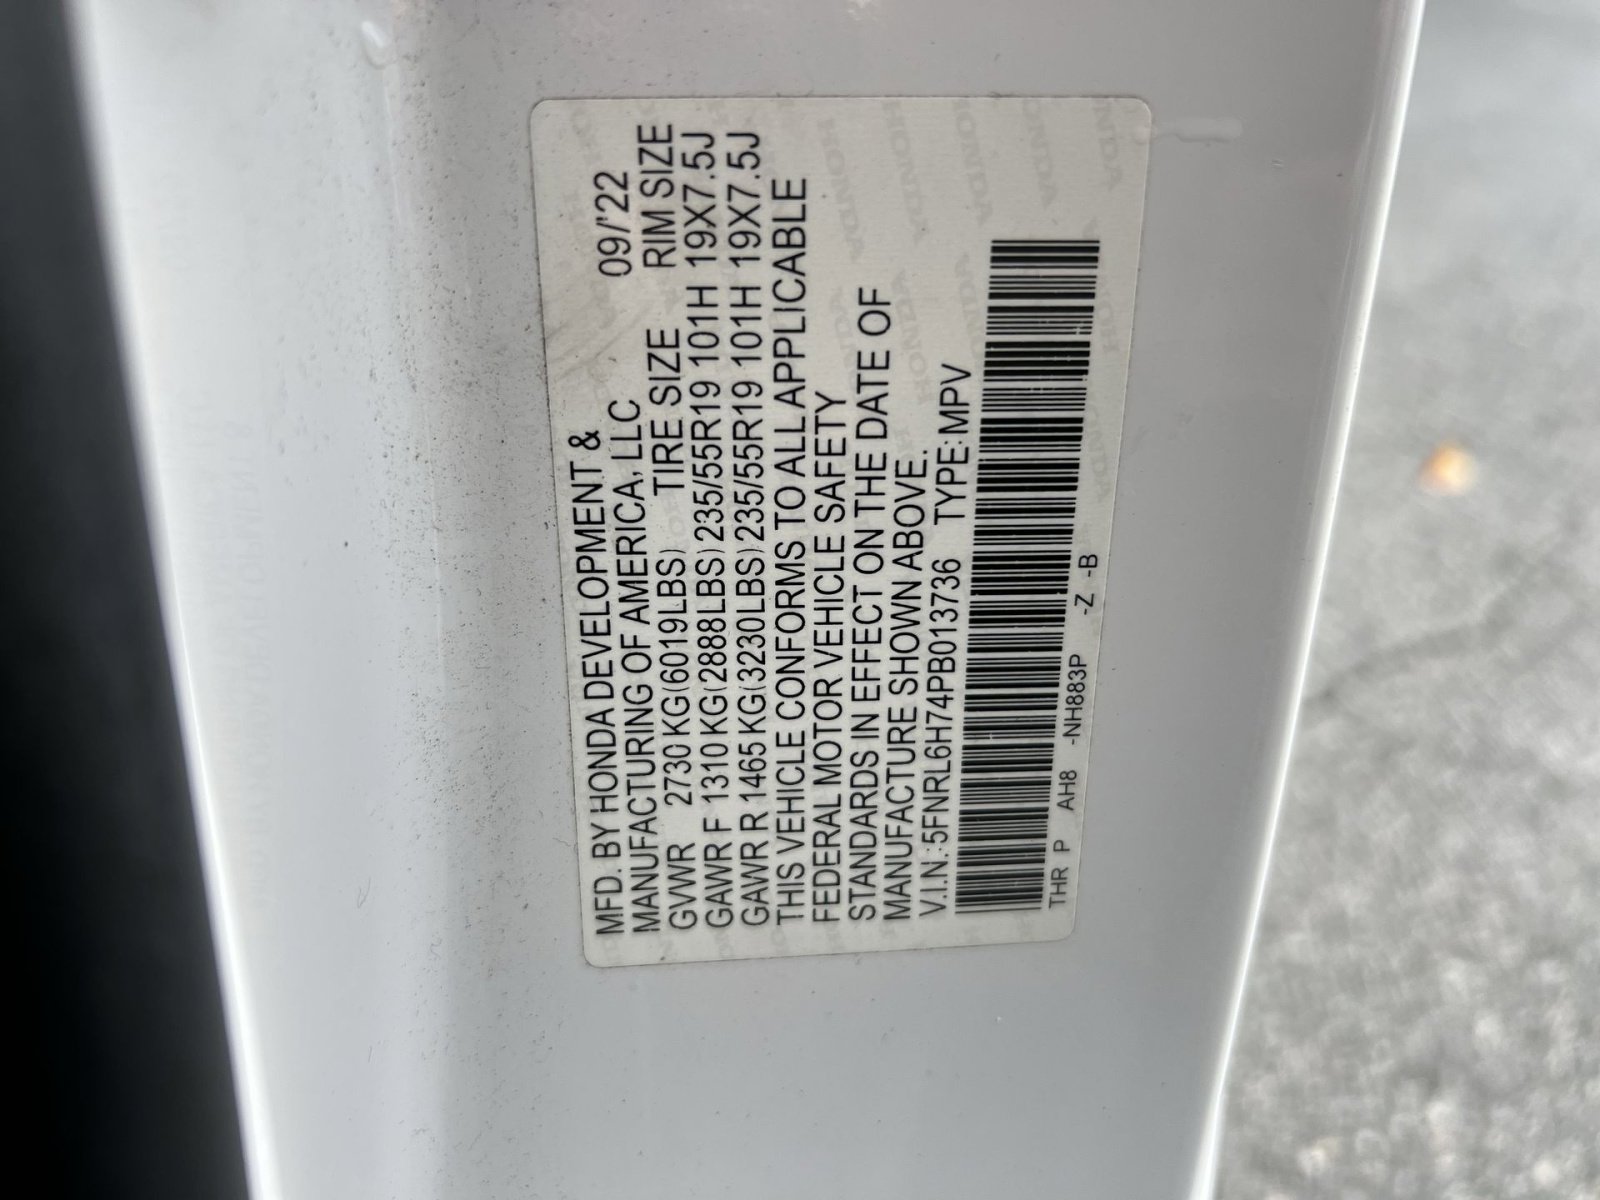 MFD. BY HONDA DEVELOPMENT &
MANUFACTURING OF AMERICA, LLC 09/'22
GVWR 2730 KG(6019LBS) TIRE SIZE RIM SIZE
GAWR F 1310 KG(2888LBS) 235/55R19 101H 19X7.5J
GAWR R 1465 KG(3230LBS) 235/55R19 101H 19X7.5J
THIS VEHICLE CONFORMS TO ALL APPLICABLE
FEDERAL MOTOR VEHICLE SAFETY
STANDARDS IN EFFECT ON THE DATE OF
MANUFACTURE SHOWN ABOVE.
V.I.N.:5FNRL6H74PB013736 TYPE:MPV
THR P AH8 -NH883P -Z -B